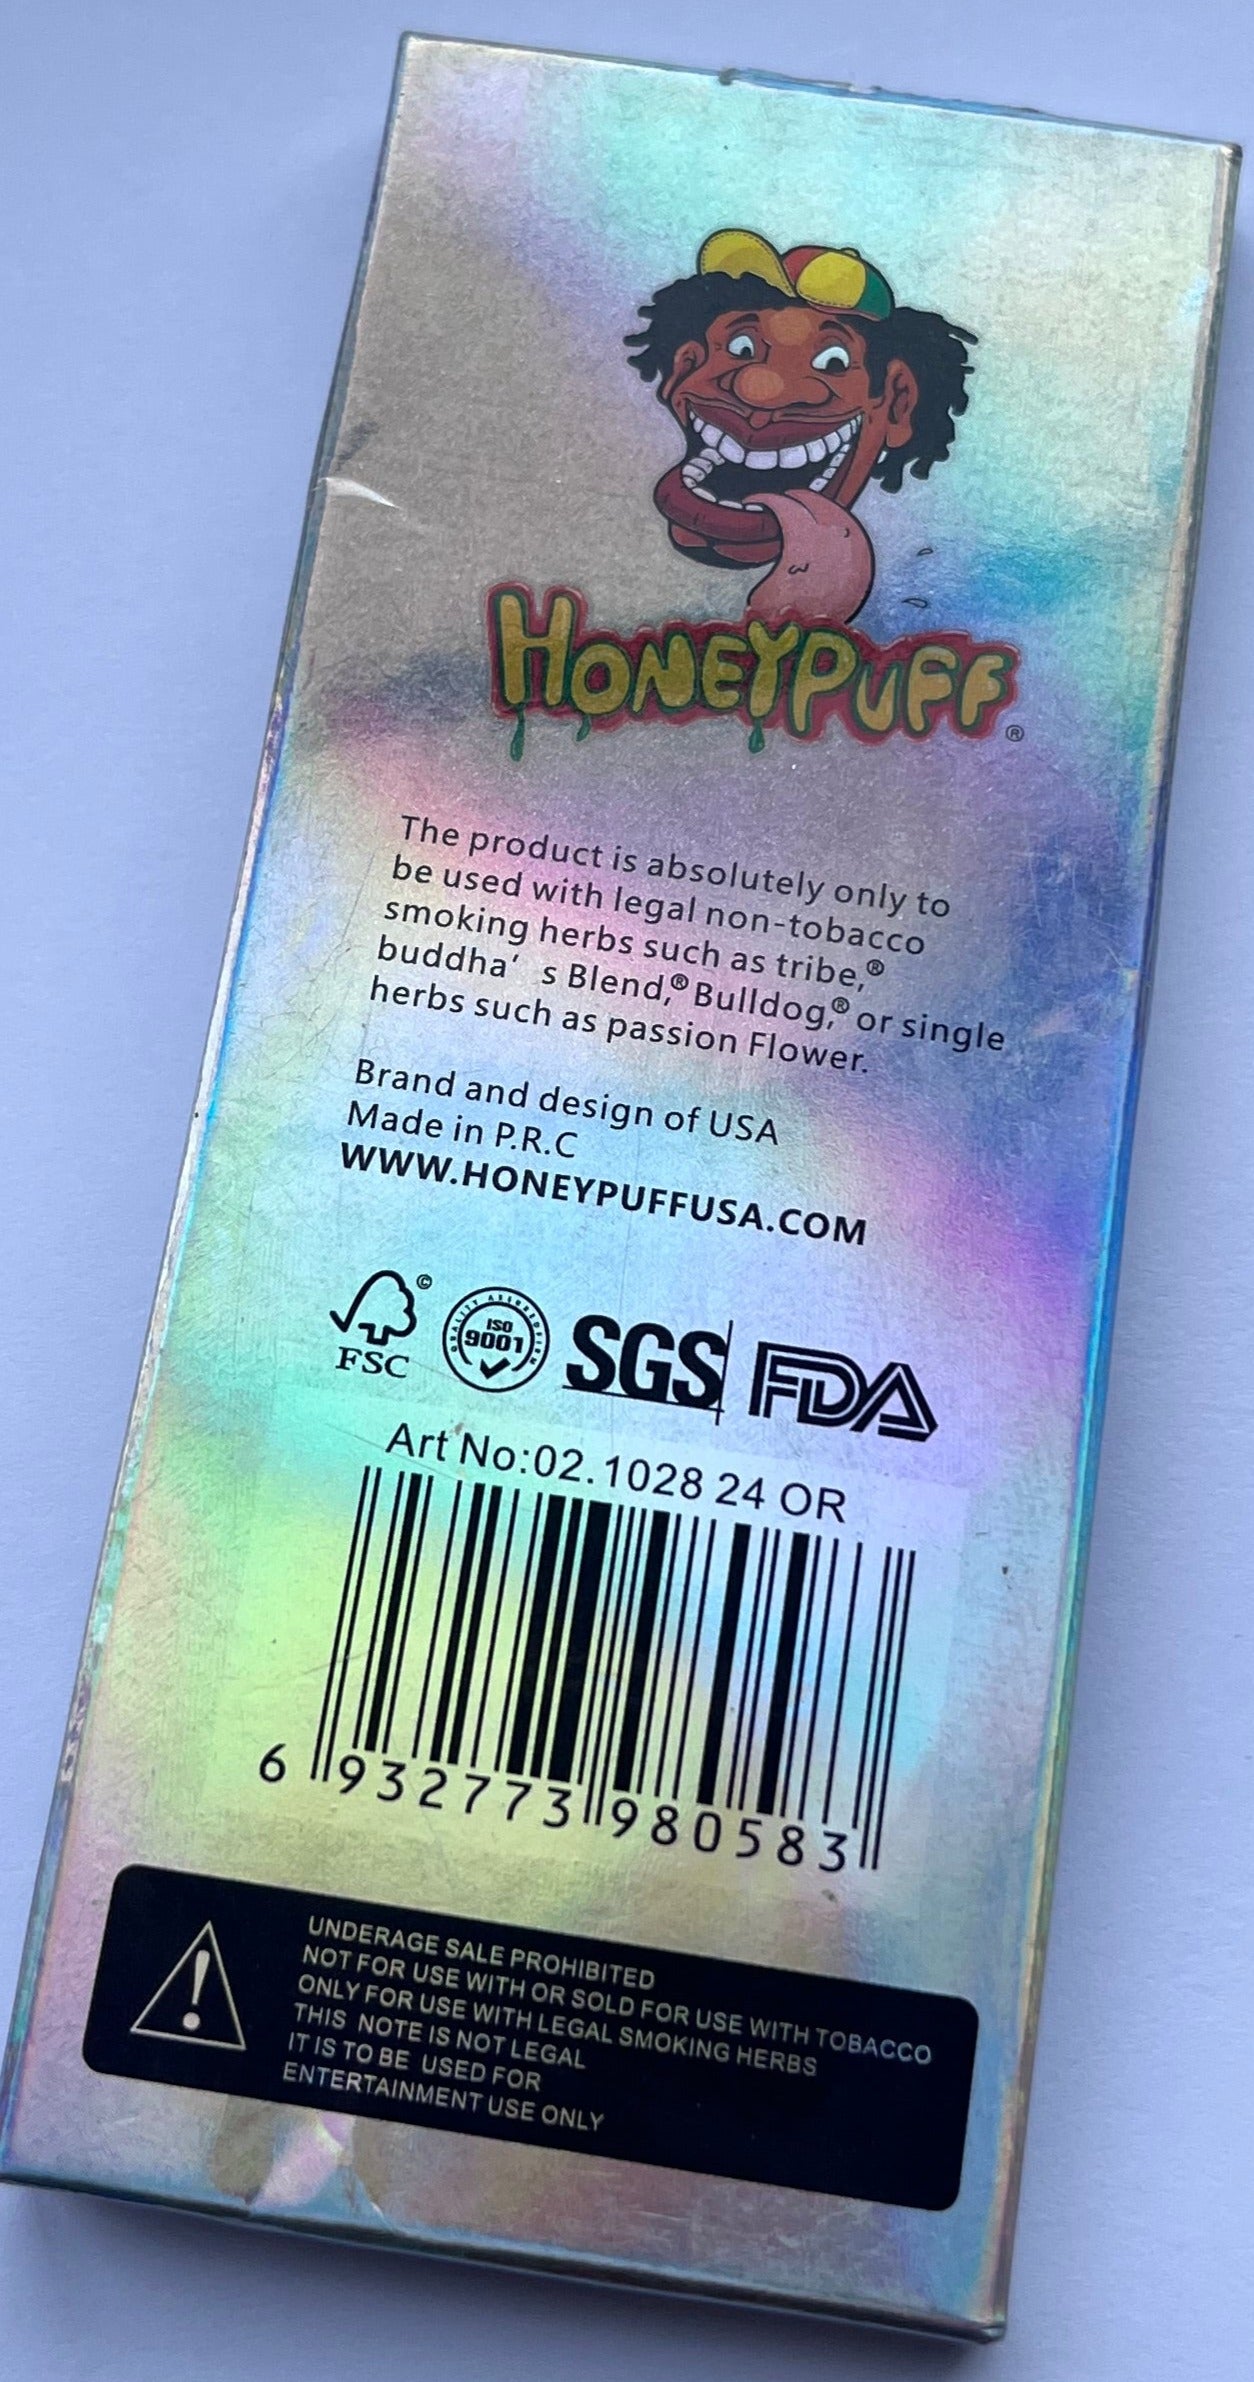 HONEYPUFF®
The product is absolutely only to
be used with legal non-tobacco
smoking herbs such as tribe,®
buddha' s Blend,® Bulldog,® or single
herbs such as passion Flower.
Brand and design of USA
Made in P.R.C
WWW.HONEYPUFFUSA.COM
©
FSC
ISO
9001
SGS
FDA
Art No:02.1028 24 OR
6 932773 980583
UNDERAGE SALE PROHIBITED
NOT FOR USE WITH OR SOLD FOR USE WITH TOBACCO
ONLY FOR USE WITH LEGAL SMOKING HERBS
THIS NOTE IS NOT LEGAL
IT IS TO BE USED FOR
ENTERTAINMENT USE ONLY